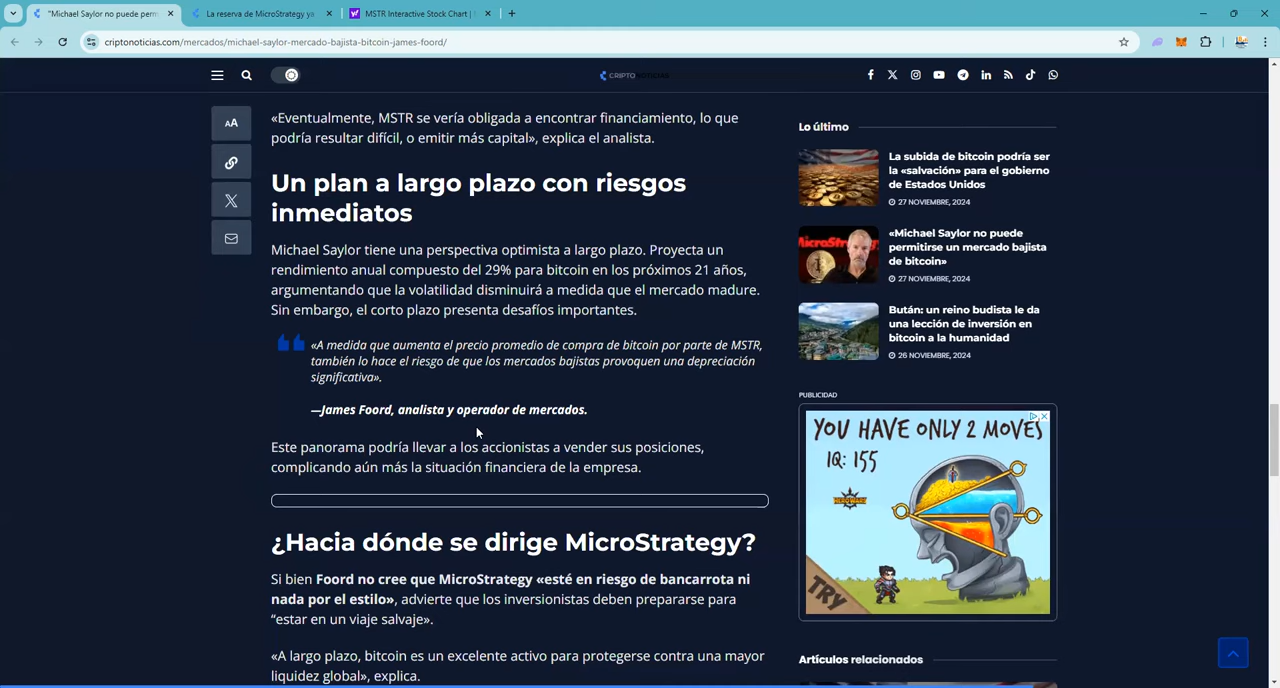 "Michael Saylor no puede perm
La reserva de MicroStrategy ya
MSTR Interactive Stock Chart |
criptonoticias.com/mercados/michael-saylor-mercado-bajista-bitcoin-james-foord/
CRIPTONOTICIAS
AA
«Eventualmente, MSTR se vería obligada a encontrar financiamiento, lo que
podría resultar difícil, o emitir más capital», explica el analista.
Un plan a largo plazo con riesgos
inmediatos
Michael Saylor tiene una perspectiva optimista a largo plazo. Proyecta un
rendimiento anual compuesto del 29% para bitcoin en los próximos 21 años,
argumentando que la volatilidad disminuirá a medida que el mercado madure.
Sin embargo, el corto plazo presenta desafíos importantes.
«A medida que aumenta el precio promedio de compra de bitcoin por parte de MSTR,
también lo hace el riesgo de que los mercados bajistas provoquen una depreciación
significativa».
—James Foord, analista y operador de mercados.
Este panorama podría llevar a los accionistas a vender sus posiciones,
complicando aún más la situación financiera de la empresa.
¿Hacia dónde se dirige MicroStrategy?
Si bien Foord no cree que MicroStrategy «esté en riesgo de bancarrota ni
nada por el estilo», advierte que los inversionistas deben prepararse para
"estar en un viaje salvaje».
«A largo plazo, bitcoin es un excelente activo para protegerse contra una mayor
liquidez global», explica.
Lo último
La subida de bitcoin podría ser
la «salvación» para el gobierno
de Estados Unidos
27 NOVIEMBRE, 2024
«Michael Saylor no puede
permitirse un mercado bajista
de bitcoin»
27 NOVIEMBRE, 2024
Bután: un reino budista le da
una lección de inversión en
bitcoin a la humanidad
26 NOVIEMBRE, 2024
PUBLICIDAD
YOU HAVE ONLY 2 MOVES
IQ: 155
HERO WARS
TRY
Artículos relacionados